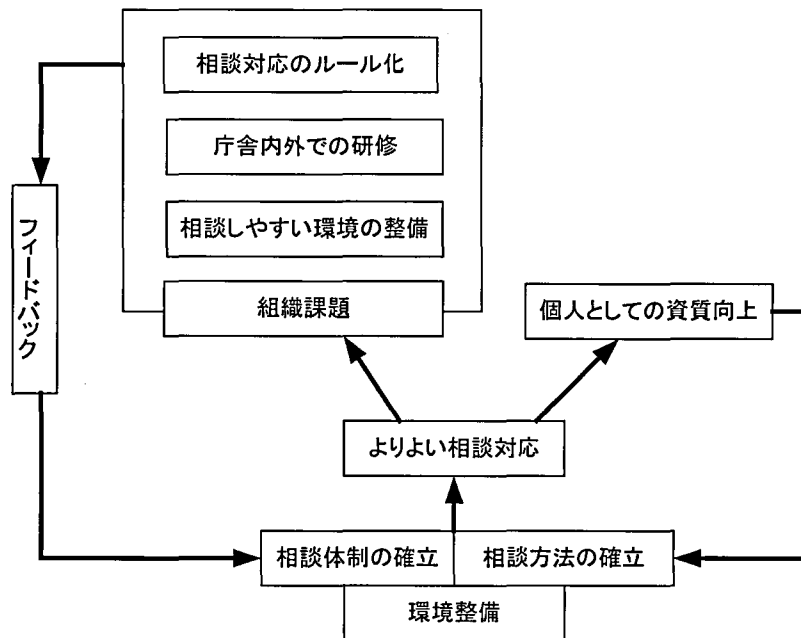 相談対応のルール化
庁舎内外での研修
相談しやすい環境の整備
組織課題
フィードバック
個人としての資質向上
よりよい相談対応
相談体制の確立
相談方法の確立
環境整備